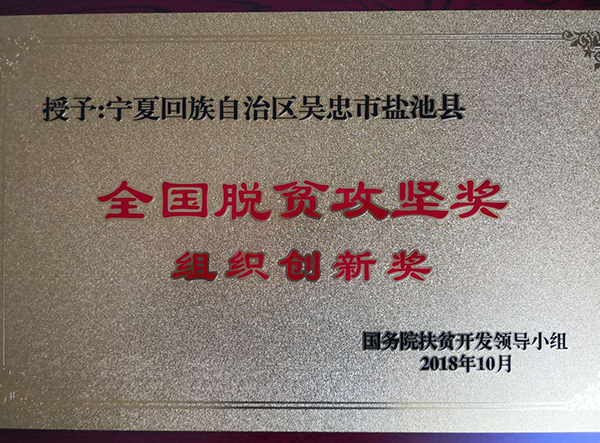 授予:宁夏回族自治区吴忠市盐池县
全国脱贫攻坚奖
组织创新奖
国务院扶贫开发领导小组
2018年10月